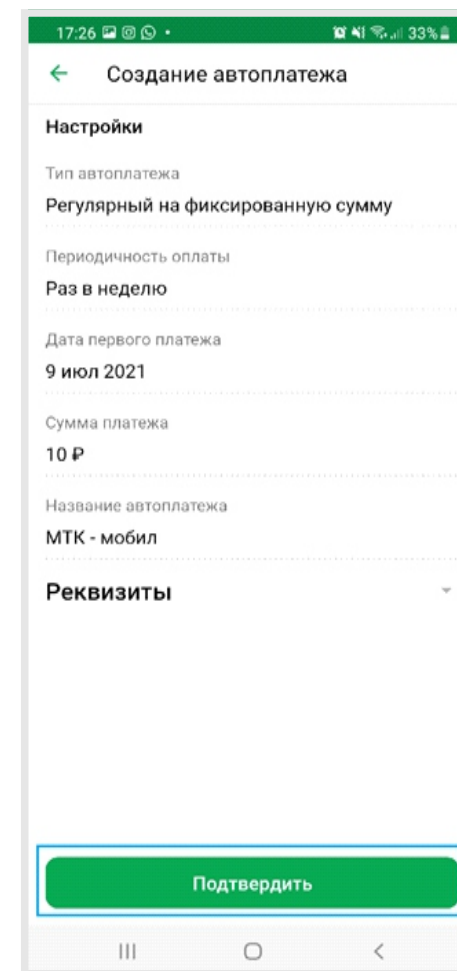 17:26 33%
Создание автоплатежа
Настройки
Тип автоплатежа
Регулярный на фиксированную сумму
Периодичность оплаты
Раз в неделю
Дата первого платежа
9 июл 2021
Сумма платежа
10 ₽
Название автоплатежа
МТК - мобил
Реквизиты
Подтвердить